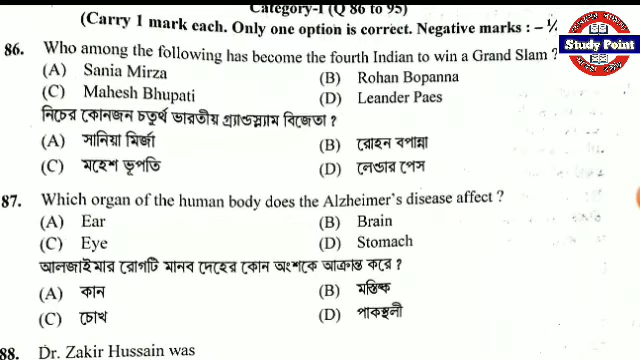 Category-I (Q 86 to 95)
(Carry 1 mark each. Only one option is correct. Negative marks : – ¼
Study Point
86. Who among the following has become the fourth Indian to win a Grand Slam ?
(A) Sania Mirza (B) Rohan Bopanna
(C) Mahesh Bhupati (D) Leander Paes
নিচের কোনজন চতুর্থ ভারতীয় গ্র্যান্ডস্ল্যাম বিজেতা ?
(A) সানিয়া মির্জা (B) রোহন বপান্না
(C) মহেশ ভূপতি (D) লেন্ডার পেস
87. Which organ of the human body does the Alzheimer's disease affect ?
(A) Ear (B) Brain
(C) Eye (D) Stomach
আলজাইমার রোগটি মানব দেহের কোন অংশকে আক্রান্ত করে ?
(A) কান (B) মস্তিষ্ক
(C) চোখ (D) পাকস্থলী
88. Dr. Zakir Hussain was